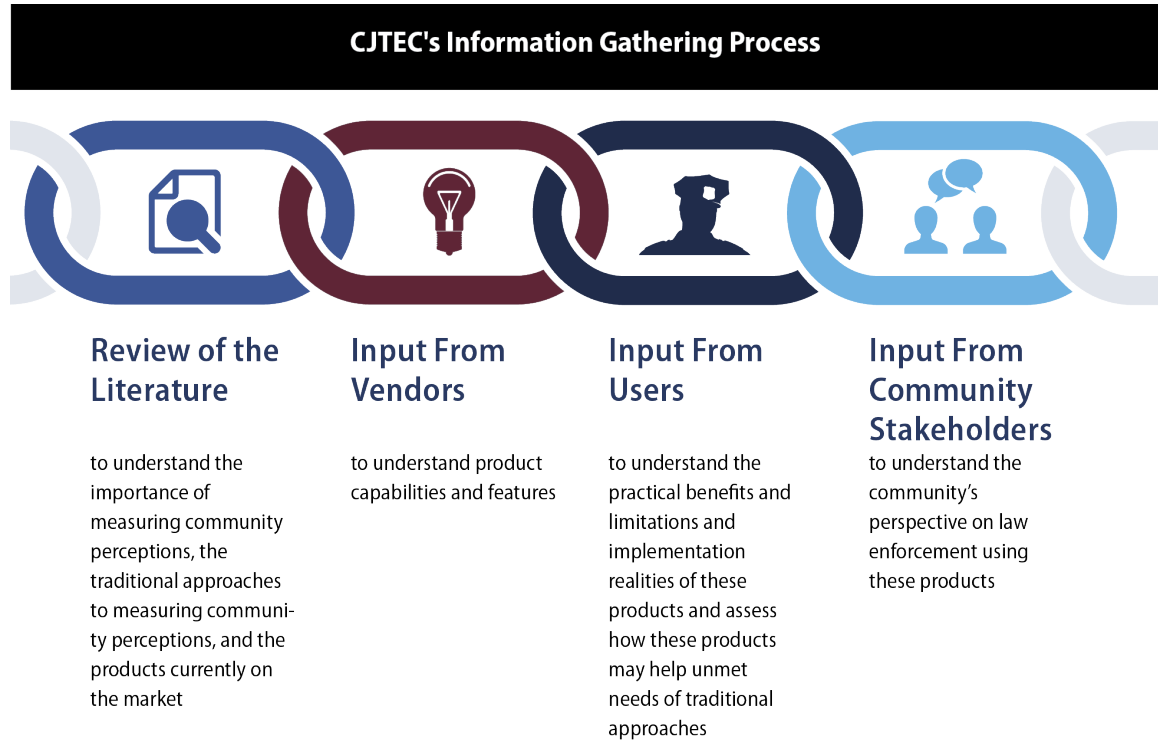 CJTEC's Information Gathering Process
Review of the
Literature
to understand the
importance of
measuring community
perceptions, the
traditional approaches
to measuring communi-
ty perceptions, and the
products currently on
the market
Input From
Vendors
to understand product
capabilities and features
Input From
Users
to understand the
practical benefits and
limitations and
implementation
realities of these
products and assess
how these products
may help unmet
needs of traditional
approaches
Input From
Community
Stakeholders
to understand the
community’s
perspective on law
enforcement using
these products